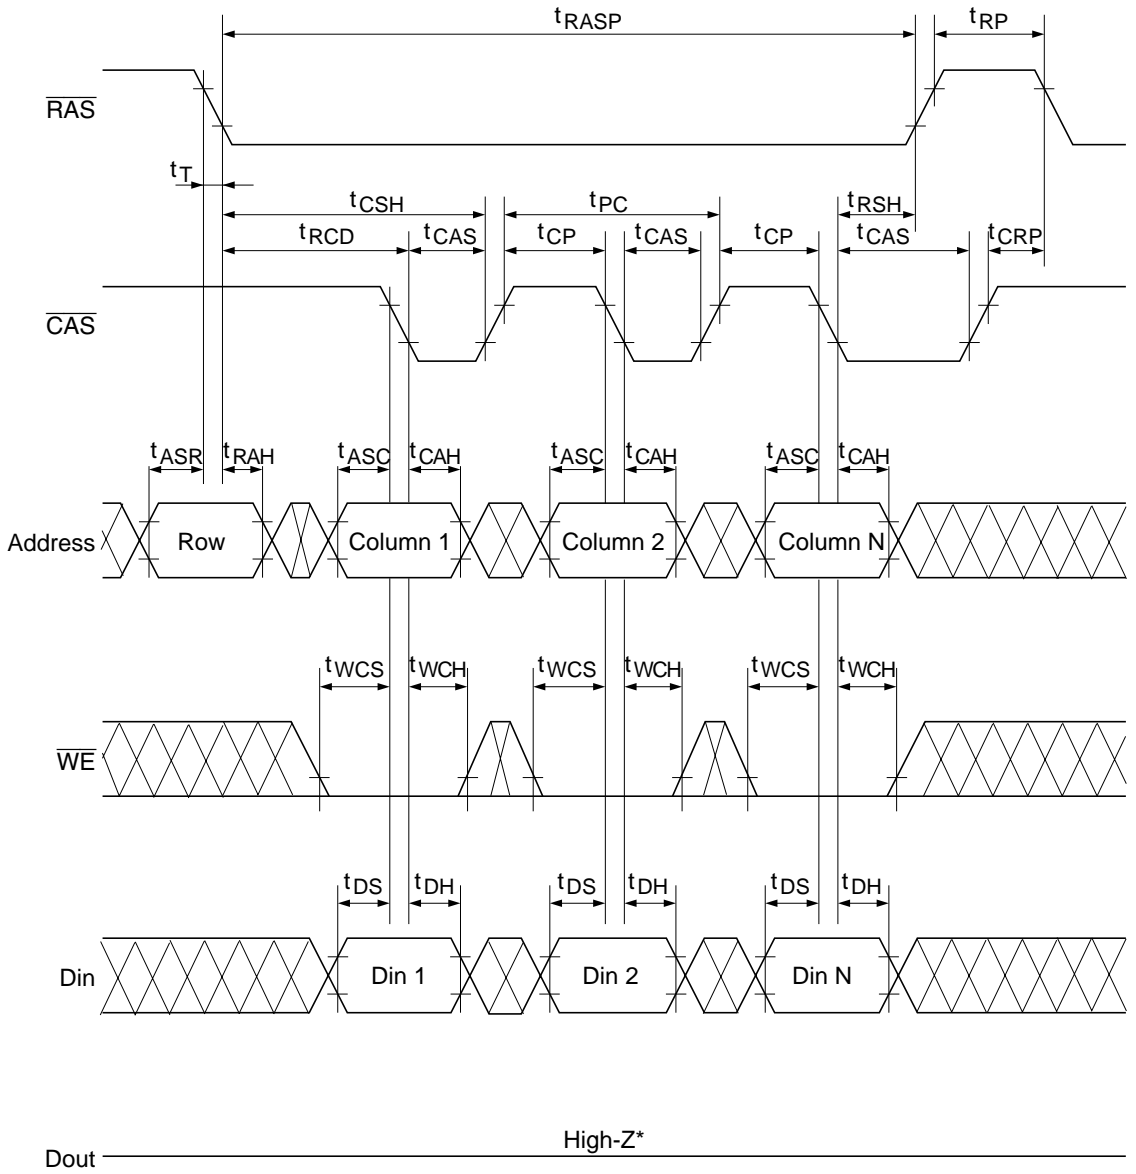 tRASP tRP
RAS
tT
tCSH tPC tRSH
tRCD tCAS tCP tCAS tCP tCAS tCRP
CAS
tASR tRAH tASC tCAH tASC tCAH tASC tCAH
Address Row Column 1 Column 2 Column N
tWCS tWCH tWCS tWCH tWCS tWCH
WE
tDS tDH tDS tDH tDS tDH
Din Din 1 Din 2 Din N
High-Z*
Dout